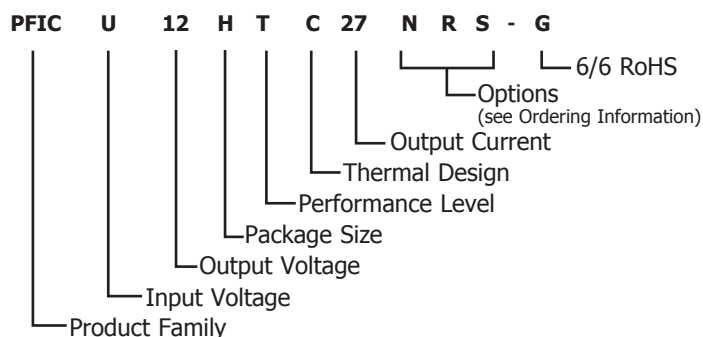 PFIC U 12 H T C 27 N R S - G
6/6 RoHS
Options
(see Ordering Information)
Output Current
Thermal Design
Performance Level
Package Size
Output Voltage
Input Voltage
Product Family